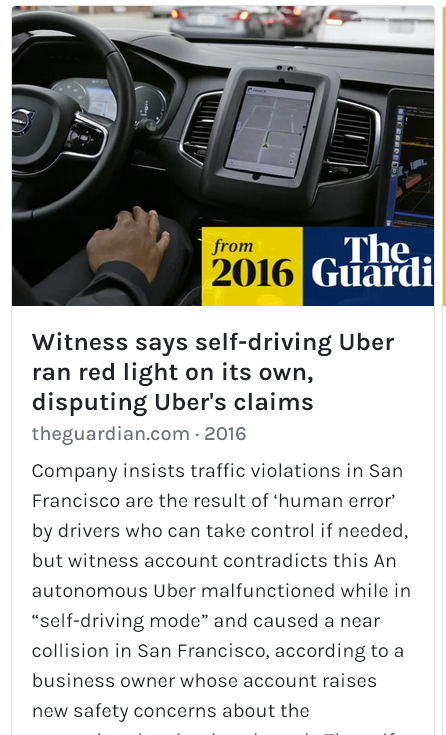 from
2016
The
Guardi
Witness says self-driving Uber
ran red light on its own,
disputing Uber's claims
theguardian.com · 2016
Company insists traffic violations in San
Francisco are the result of ‘human error’
by drivers who can take control if needed,
but witness account contradicts this An
autonomous Uber malfunctioned while in
“self-driving mode” and caused a near
collision in San Francisco, according to a
business owner whose account raises
new safety concerns about the